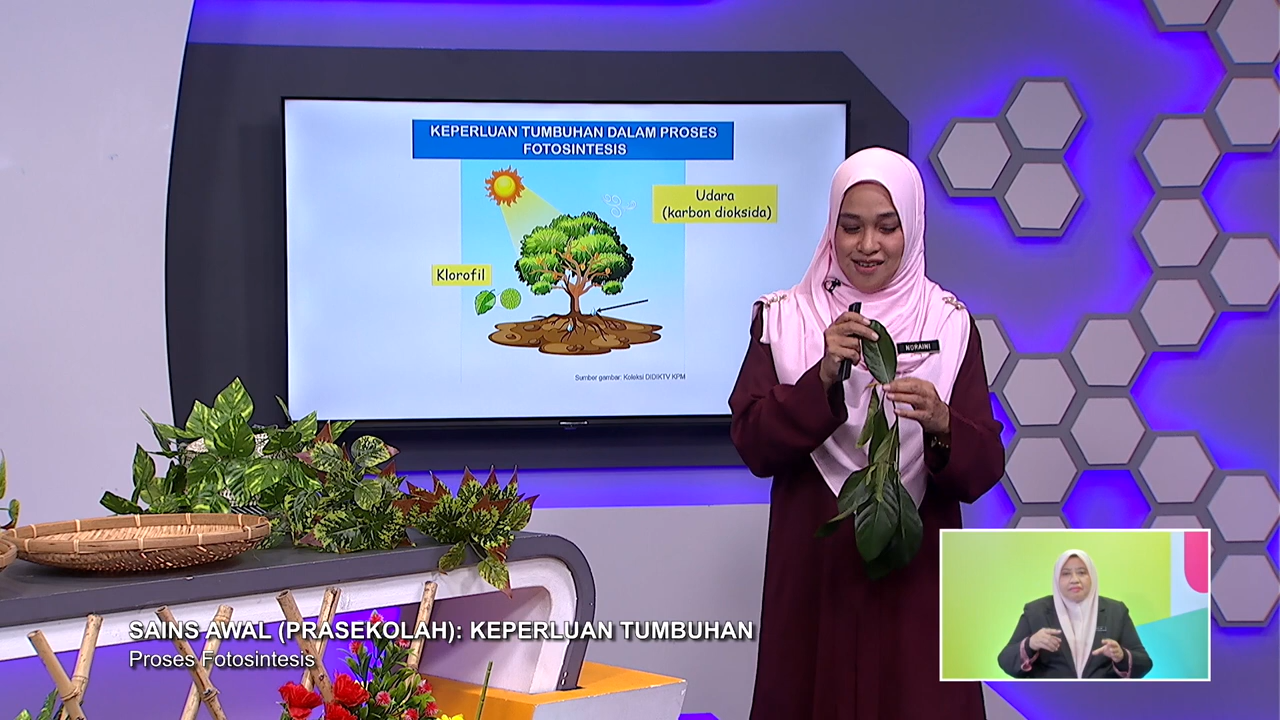 KEPERLUAN TUMBUHAN DALAM PROSES
FOTOSINTESIS
Udara
(karbon dioksida)
Klorofil
Sumber gambar: Koleksi DIDIKTV KPM
NORAINI
SAINS AWAL (PRASEKOLAH): KEPERLUAN TUMBUHAN
Proses Fotosintesis